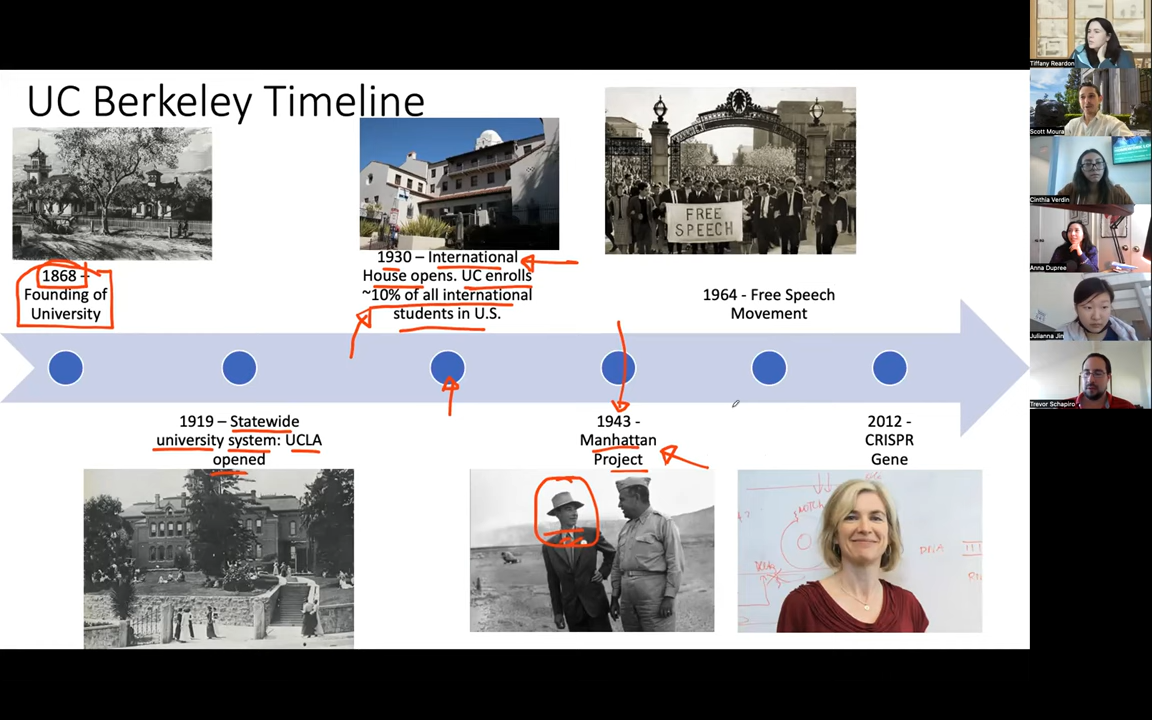 UC Berkeley Timeline
1868 –
Founding of
University
1930 – International
House opens. UC enrolls
~10% of all international
students in U.S.
FREE
SPEECH
1964 - Free Speech
Movement
1919 – Statewide
university system: UCLA
opened
1943 -
Manhattan
Project
2012 -
CRISPR
Gene
NOTCH
DNA
Tiffany Reardon
Scott Moura
Cinthia Verdin
Anna Dupree
Julianna Jin
Trevor Schapiro